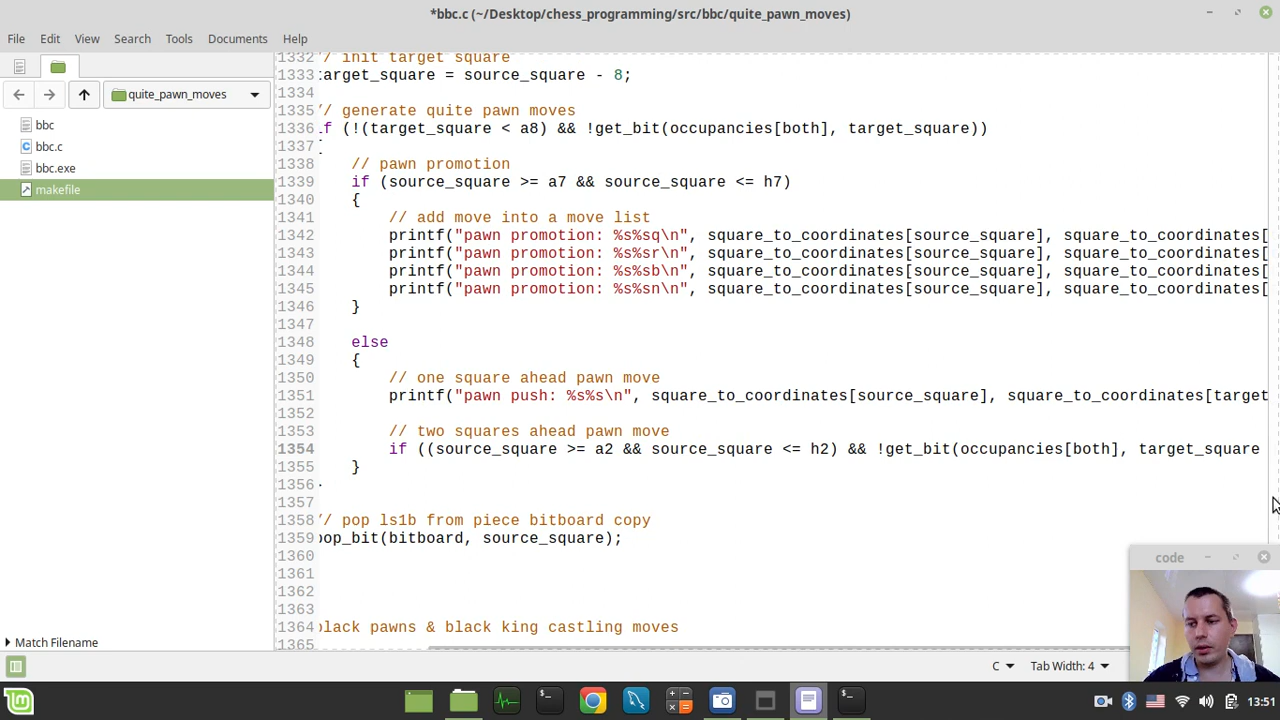 *bbc.c (~/Desktop/chess_programming/src/bbc/quite_pawn_moves)
File Edit View Search Tools Documents Help
quite_pawn_moves
bbc
bbc.c
bbc.exe
makefile
Match Filename
1332 / init target square
1333 target_square = source_square - 8;
1334
1335 / generate quite pawn moves
1336 f (!(target_square < a8) && !get_bit(occupancies[both], target_square))
1337
1338 // pawn promotion
1339 if (source_square >= a7 && source_square <= h7)
1340 {
1341 // add move into a move list
1342 printf("pawn promotion: %s%sq\n", square_to_coordinates[source_square], square_to_coordinates[
1343 printf("pawn promotion: %s%sr\n", square_to_coordinates[source_square], square_to_coordinates[
1344 printf("pawn promotion: %s%sb\n", square_to_coordinates[source_square], square_to_coordinates[
1345 printf("pawn promotion: %s%sn\n", square_to_coordinates[source_square], square_to_coordinates[
1346 }
1347
1348 else
1349 {
1350 // one square ahead pawn move
1351 printf("pawn push: %s%s\n", square_to_coordinates[source_square], square_to_coordinates[target
1352
1353 // two squares ahead pawn move
1354 if ((source_square >= a2 && source_square <= h2) && !get_bit(occupancies[both], target_square
1355 }
1356
1357
1358 / pop ls1b from piece bitboard copy
1359 pop_bit(bitboard, source_square);
1360
1361
1362
1363
1364 black pawns & black king castling moves
1365
code
C Tab Width: 4
13:51